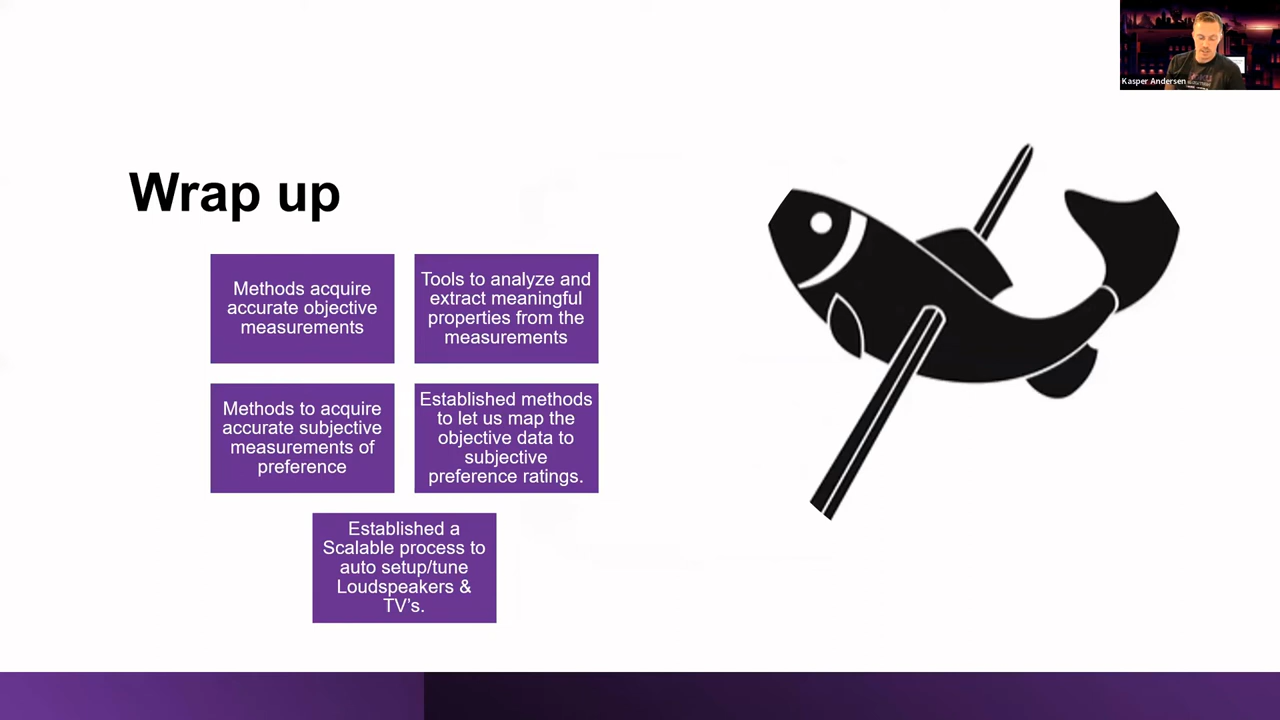 Kasper Andersen
Wrap up
Methods acquire
accurate objective
measurements
Tools to analyze and
extract meaningful
properties from the
measurements
Methods to acquire
accurate subjective
measurements of
preference
Established methods
to let us map the
objective data to
subjective
preference ratings.
Established a
Scalable process to
auto setup/tune
Loudspeakers &
TV's.